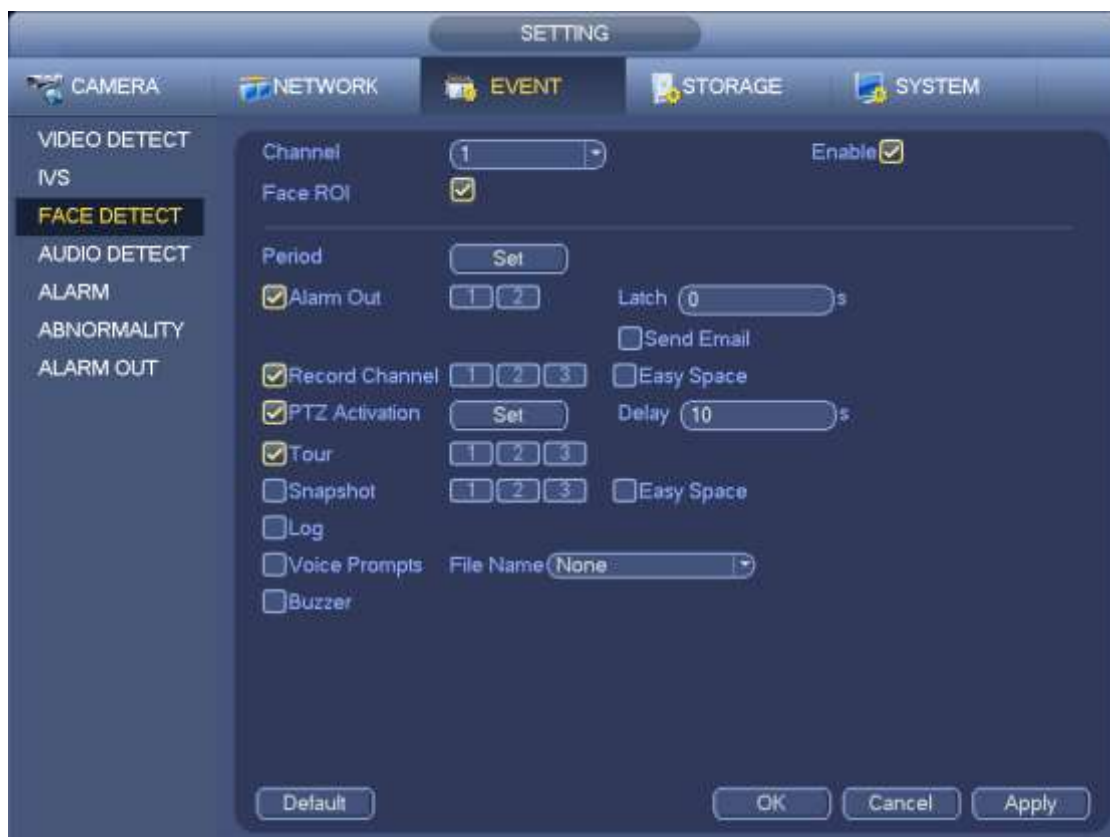 SETTING
CAMERA NETWORK EVENT STORAGE SYSTEM
VIDEO DETECT
IVS
FACE DETECT
AUDIO DETECT
ALARM
ABNORMALITY
ALARM OUT
Channel 1 Enable
Face ROI
Period Set
Alarm Out 1 2 Latch 0 s
Send Email
Record Channel 1 2 3 Easy Space
PTZ Activation Set Delay 10 s
Tour 1 2 3
Snapshot 1 2 3 Easy Space
Log
Voice Prompts File Name None
Buzzer
Default OK Cancel Apply